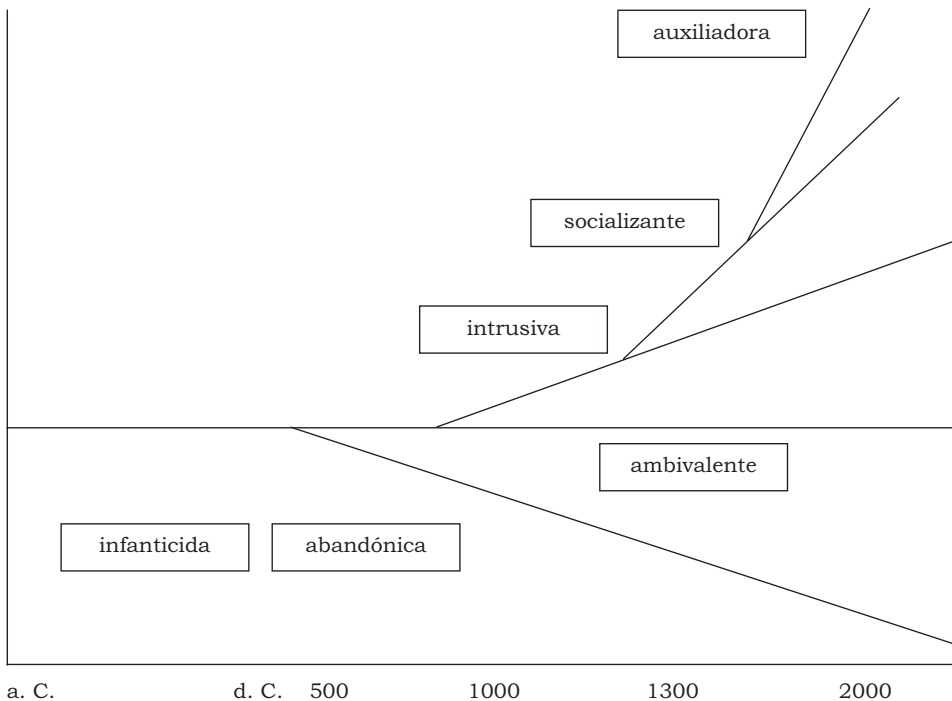 auxiliadora
socializante
intrusiva
ambivalente
infanticida abandónica
a. C. d. C. 500 1000 1300 2000